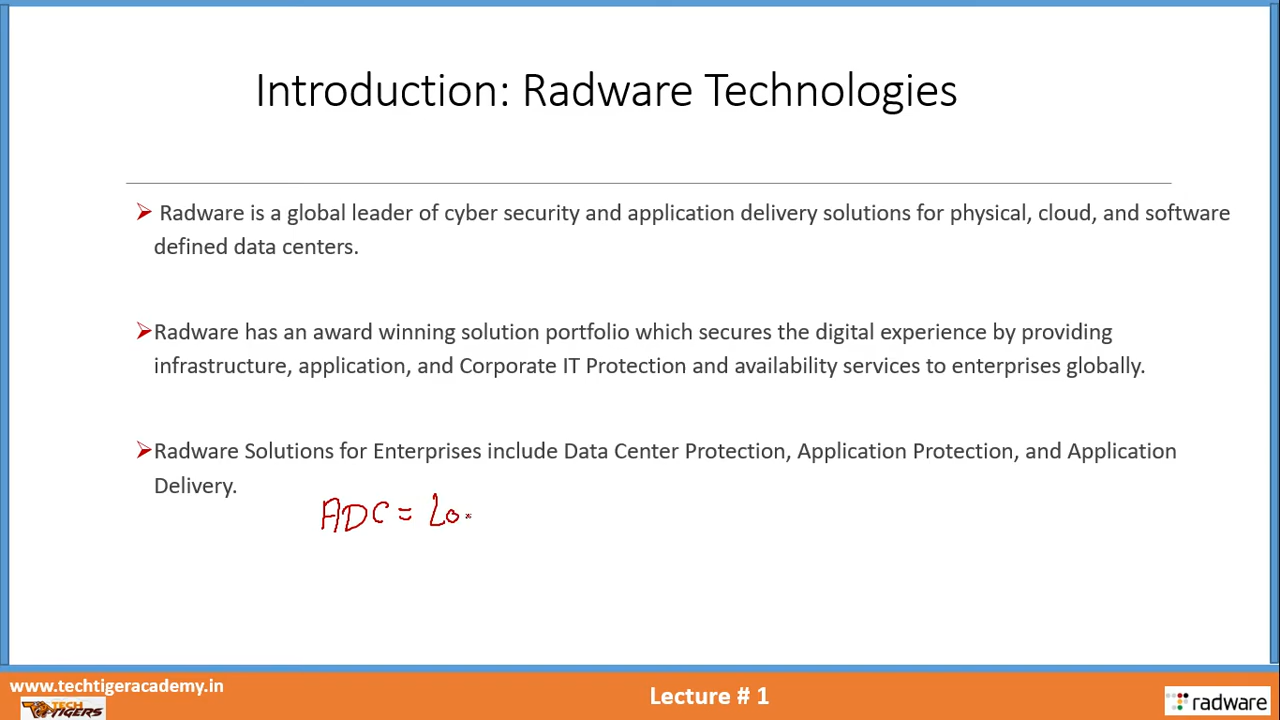 Introduction: Radware Technologies
Radware is a global leader of cyber security and application delivery solutions for physical, cloud, and software
defined data centers.
Radware has an award winning solution portfolio which secures the digital experience by providing
infrastructure, application, and Corporate IT Protection and availability services to enterprises globally.
Radware Solutions for Enterprises include Data Center Protection, Application Protection, and Application
Delivery.
ADC = Lo
www.techtigeracademy.in
TECH
TIGERS
Lecture # 1
radware